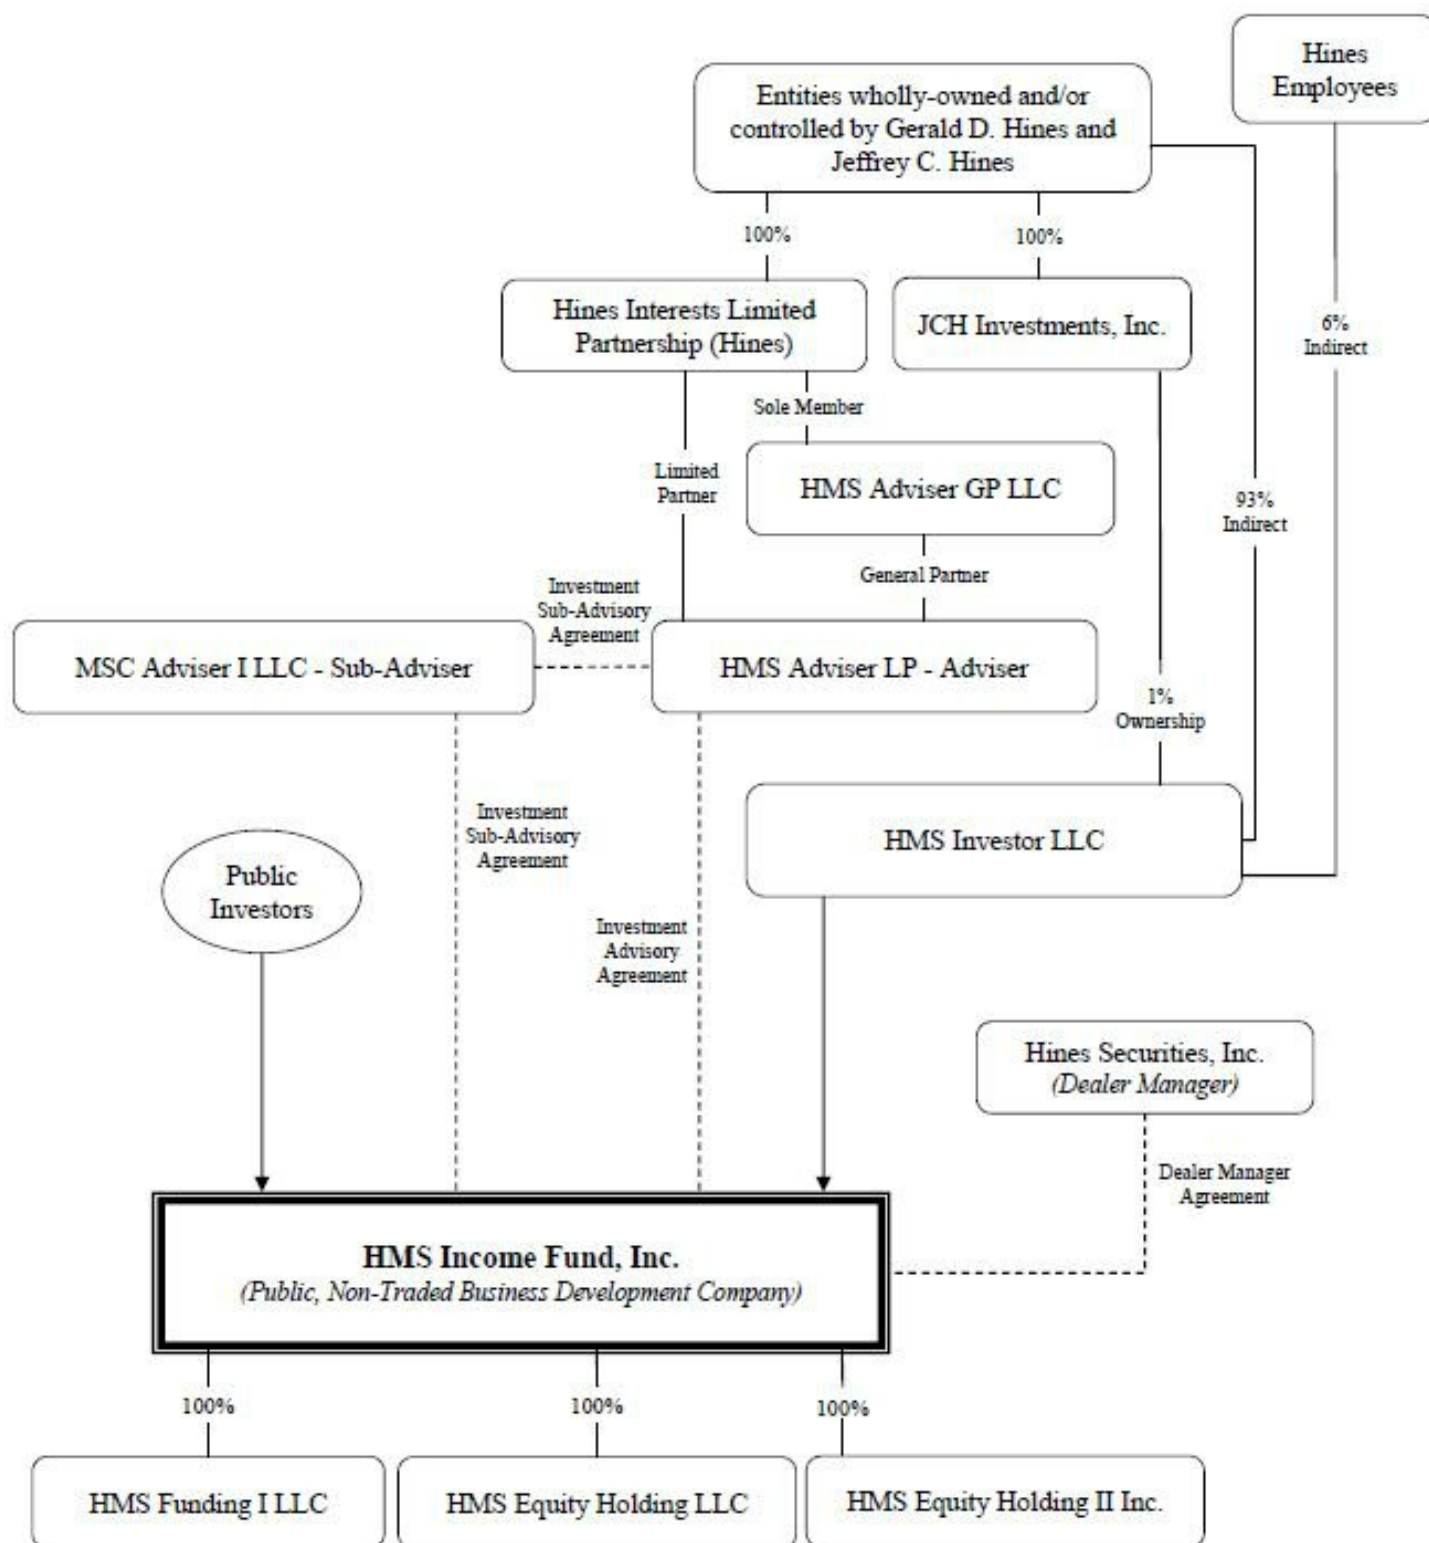 Hines
Employees
Entities wholly-owned and/or
controlled by Gerald D. Hines and
Jeffrey C. Hines
100%
100%
Hines Interests Limited
Partnership (Hines)
JCH Investments, Inc.
6%
Indirect
Sole Member
Limited
Partner
HMS Adviser GP LLC
93%
Indirect
General Partner
Investment
Sub-Advisory
Agreement
MSC Adviser I LLC - Sub-Adviser
HMS Adviser LP - Adviser
1%
Ownership
Investment
Sub-Advisory
Agreement
HMS Investor LLC
Public
Investors
Investment
Advisory
Agreement
Hines Securities, Inc.
(Dealer Manager)
Dealer Manager
Agreement
HMS Income Fund, Inc.
(Public, Non-Traded Business Development Company)
100%
100%
100%
HMS Funding I LLC
HMS Equity Holding LLC
HMS Equity Holding II Inc.